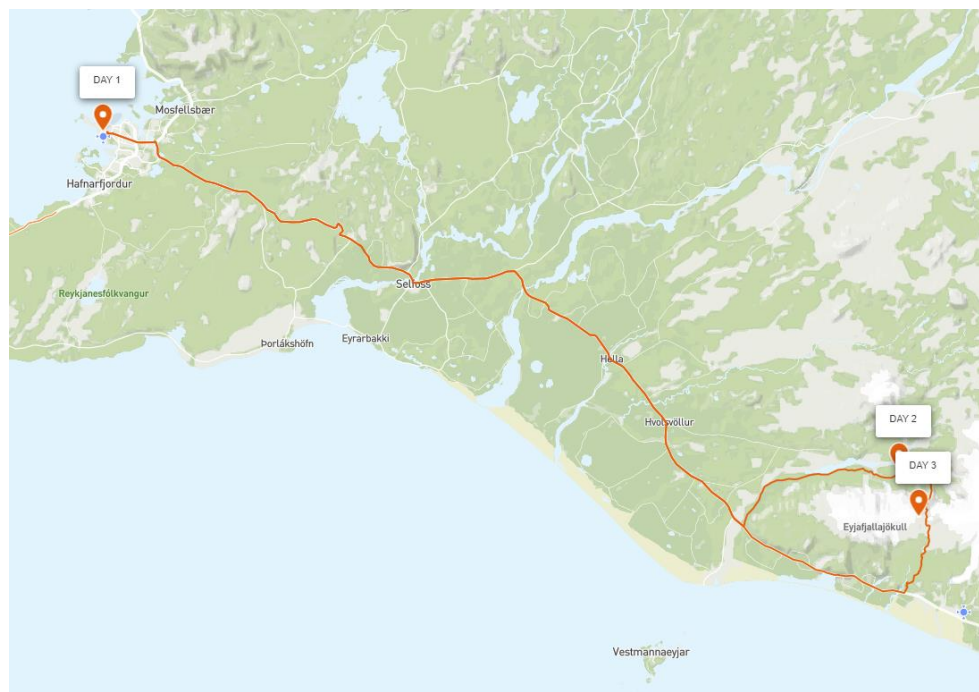 DAY 1
Mosfellsbær
Hafnarfjordur
Reykjanesfólkvangur
Selfoss
Þorlákshöfn
Eyrarbakki
Hella
Hvolsvöllur
DAY 2
DAY 3
Eyjafjallajökull
Vestmannaeyjar